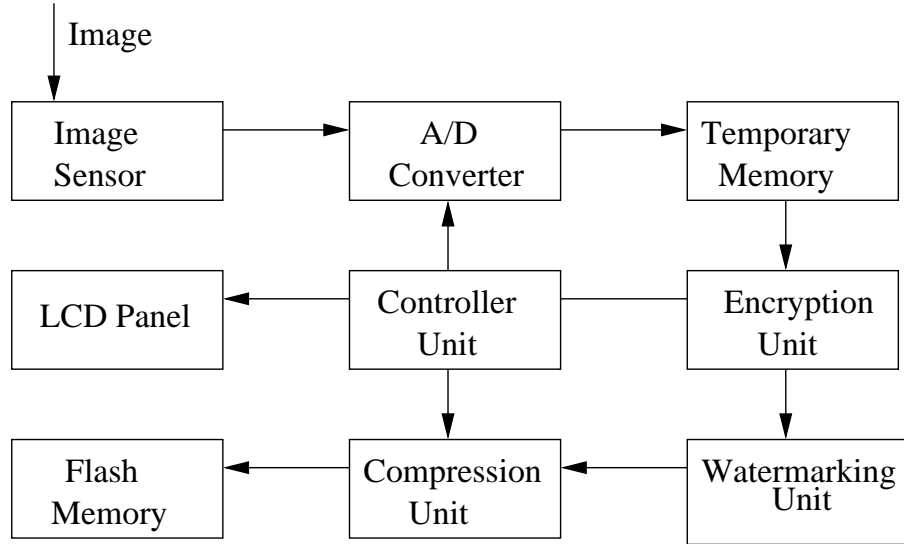 Image
Image
Sensor
A/D
Converter
Temporary
Memory
LCD Panel
Controller
Unit
Encryption
Unit
Flash
Memory
Compression
Unit
Watermarking
Unit